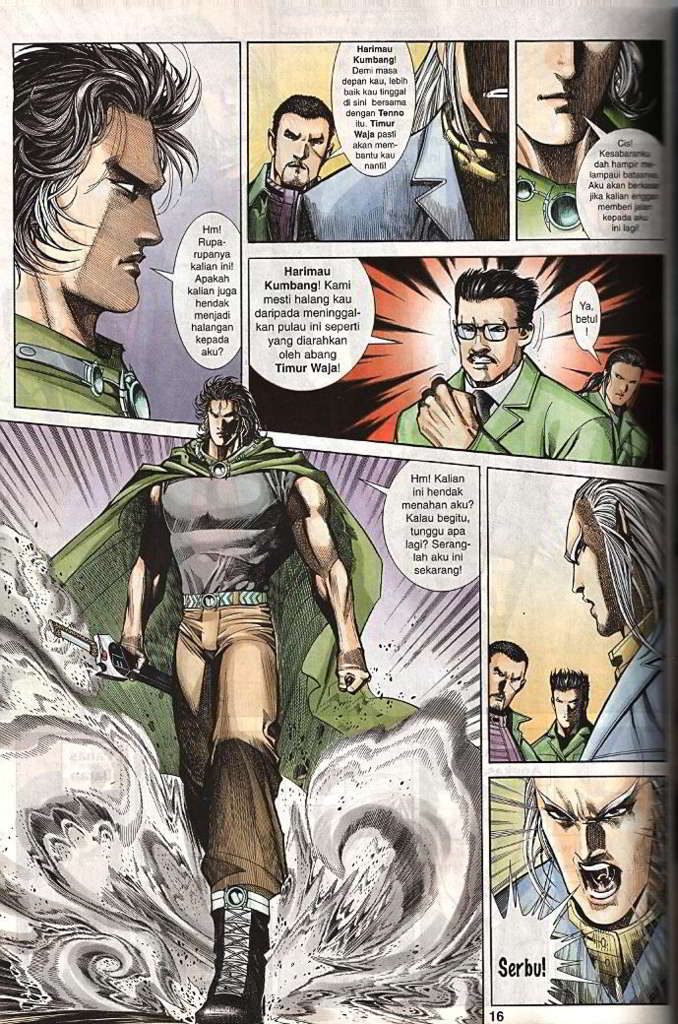 Hm!
Rupa-
rupanya
kalian ini!
Apakah
kalian juga
hendak
menjadi
halangan
kepada
aku?
Harimau
Kumbang!
Demi masa
depan kau, lebih
baik kau tinggal
di sini bersama
dengan Tenno
itu. Timur
Waja pasti
akan mem-
bantu kau
nanti!
Cis!
Kesabaranku
dah hampir me-
lampaui batasnya.
Aku akan berkasar
jika kalian enggan
memberi jalan
kepada aku
ini lagi!
Harimau
Kumbang! Kami
mesti halang kau
daripada meninggal-
kan pulau ini seperti
yang diarahkan
oleh abang
Timur Waja!
Ya,
betul
!
Hm! Kalian
ini hendak
menahan aku?
Kalau begitu,
tunggu apa
lagi? Serang-
lah aku ini
sekarang!
Serbu!
16